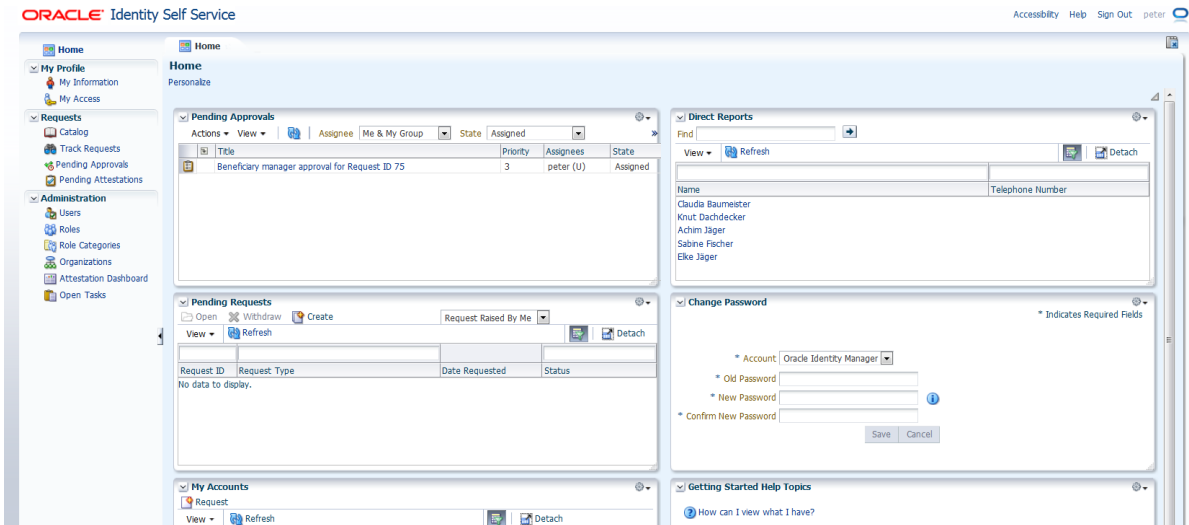 ORACLE Identity Self Service
Accessibility Help Sign Out peter
Home
My Profile
My Information
My Access
Requests
Catalog
Track Requests
Pending Approvals
Pending Attestations
Administration
Users
Roles
Role Categories
Organizations
Attestation Dashboard
Open Tasks
Home
Home
Personalize
Pending Approvals
Actions View Assignee Me & My Group State Assigned »
Title Priority Assignees State
Beneficiary manager approval for Request ID 75 3 peter (U) Assigned
Direct Reports
Find
View Refresh Detach
Name Telephone Number
Claudia Baumeister
Knut Dachdecker
Achim Jäger
Sabine Fischer
Elke Jäger
Pending Requests
Open Withdraw Create Request Raised By Me
View Refresh Detach
Request ID Request Type Date Requested Status
No data to display.
Change Password
* Indicates Required Fields
* Account Oracle Identity Manager
* Old Password
* New Password
* Confirm New Password
Save Cancel
My Accounts
Request
View Refresh Detach
Getting Started Help Topics
How can I view what I have?